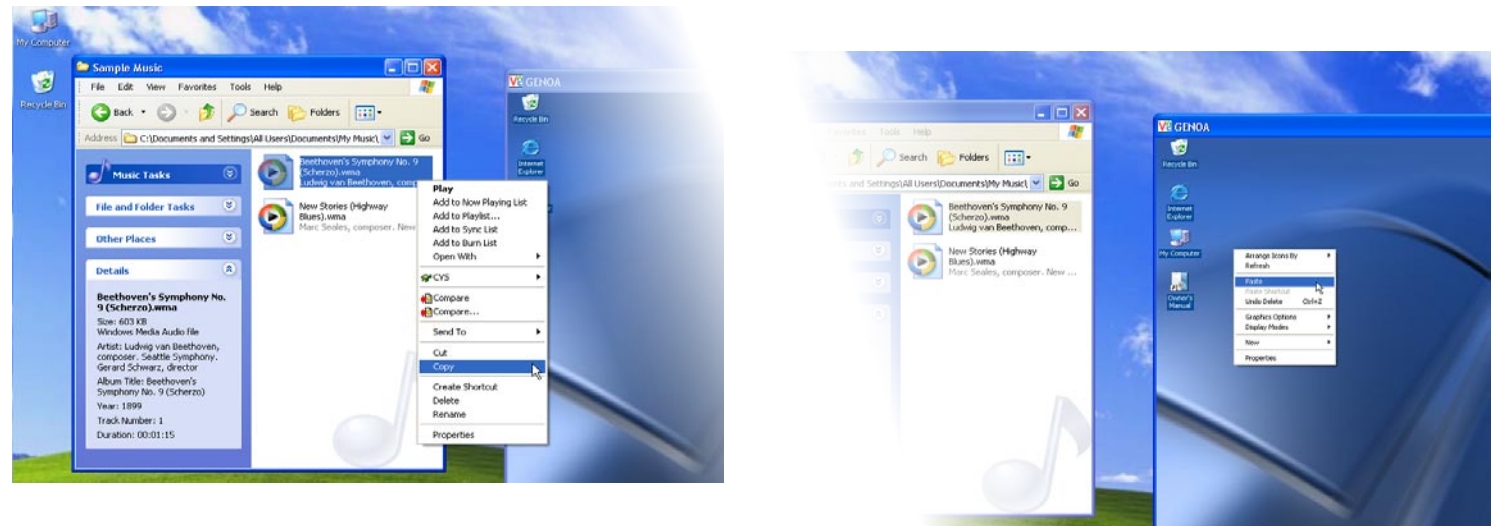 My Computer
Recycle Bin
Sample Music
File Edit View Favorites Tools Help
Back Search Folders
Address C:\Documents and Settings\All Users\Documents\My Music\ Go
Music Tasks
File and Folder Tasks
Other Places
Details
Beethoven's Symphony No.
9 (Scherzo).wma
Size: 603 KB
Windows Media Audio file
Artist: Ludwig van Beethoven,
composer. Seattle Symphony.
Gerard Schwarz, director
Album Title: Beethoven's
Symphony No. 9 (Scherzo)
Year: 1899
Track Number: 1
Duration: 00:01:15
Beethoven's Symphony No. 9
(Scherzo).wma
Ludwig van Beethoven, comp
New Stories (Highway
Blues).wma
Marc Seales, composer. New
Play
Add to Now Playing List
Add to Playlist...
Add to Sync List
Add to Burn List
Open With
CYS
Compare
Compare...
Send To
Cut
Copy
Create Shortcut
Delete
Rename
Properties
GENOA
Recycle Bin
Internet
Explorer
Favorites Tools Help
Search Folders
ents and Settings\All Users\Documents\My Music\ Go
Beethoven's Symphony No. 9
(Scherzo).wma
Ludwig van Beethoven, comp...
New Stories (Highway
Blues).wma
Marc Seales, composer. New ...
GENOA
Recycle Bin
Internet
Explorer
My Computer
Owner's
Manual
Arrange Icons By
Refresh
Paste
Paste Shortcut
Undo Delete Ctrl+Z
Graphics Options
Display Modes
New
Properties